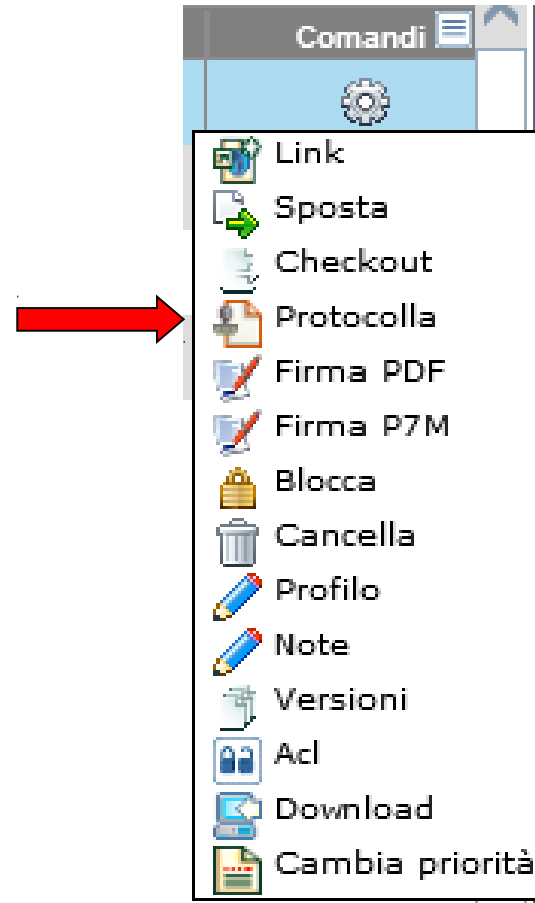 Comandi
Link
Sposta
Checkout
Protocolla
Firma PDF
Firma P7M
Blocca
Cancella
Profilo
Note
Versioni
Acl
Download
Cambia priorità